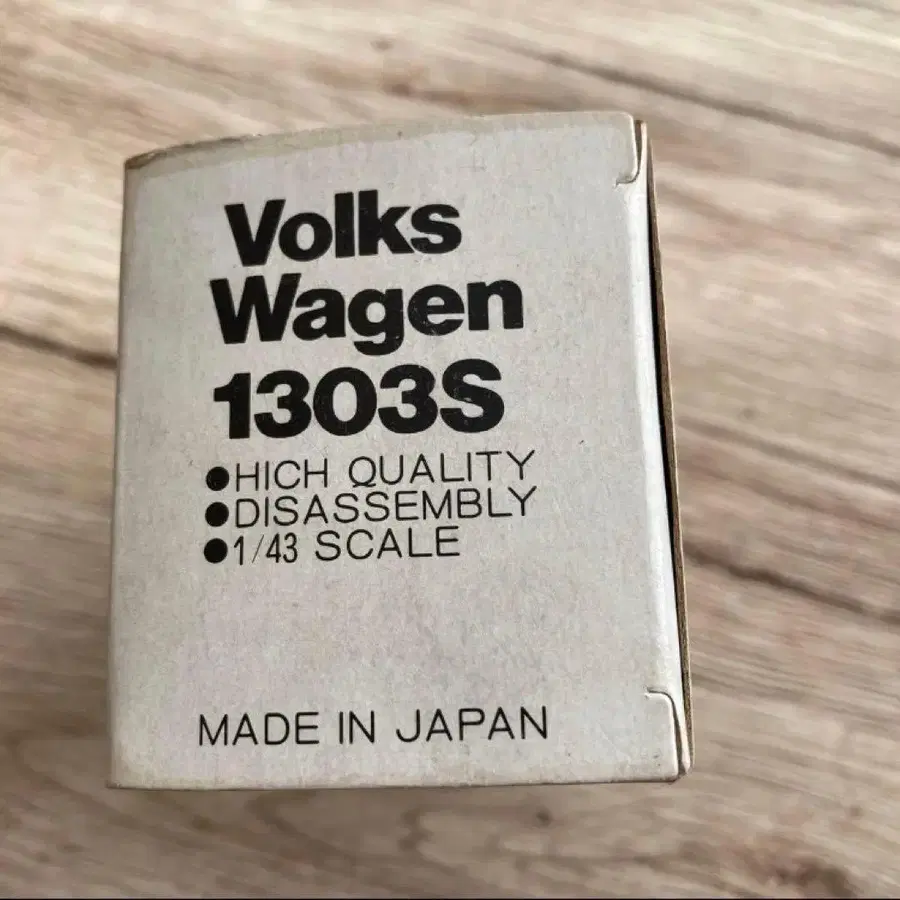 Volks
Wagen
1303S
●HICH QUALITY
●DISASSEMBLY
●1/43 SCALE
MADE IN JAPAN